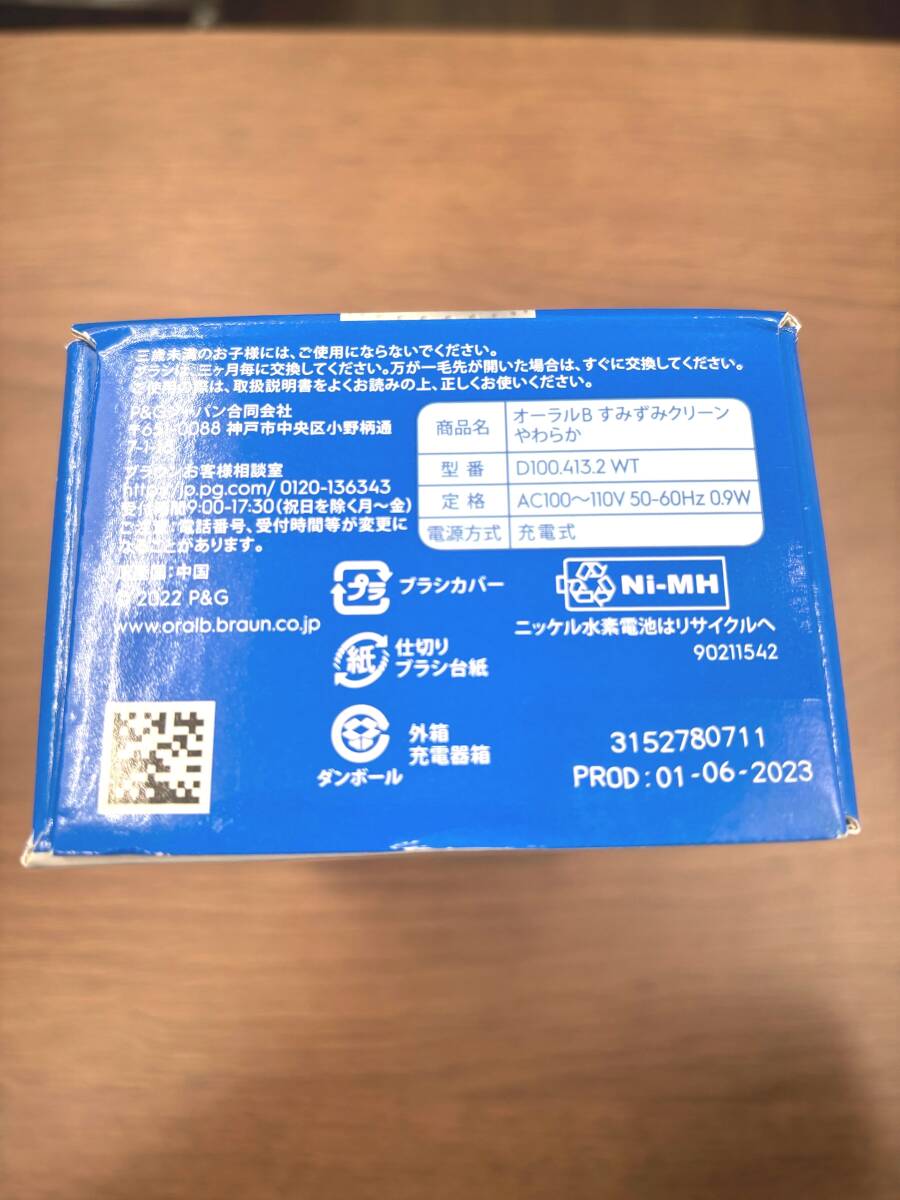 三歳未満のお子様には、ご使用にならないでください。
ブラシは、三ヶ月毎に交換してください。万が一毛先が開いた場合は、すぐに交換してください。
ご使用の際は、取扱説明書をよくお読みの上、正しくお使いください。
P&Gジャパン合同会社
〒651-0088 神戸市中央区小野柄通
ブラウンお客様相談室
https://jp.pg.com/ 0120-136343
受付時間9:00-17:30(祝日を除く月〜金)
電話番号、受付時間等が変更に
があります。
:中国
© 2022 P&G
www.oralb.braun.co.jp
商品名 オーラルB すみずみクリーン
やわらか
型番 D100.413.2 WT
定格 AC100〜110V 50-60Hz 0.9W
電源方式 充電式
プラ ブラシカバー
紙 仕切り
ブラシ台紙
ダンボール 外箱
充電器箱
Ni-MH
ニッケル水素電池はリサイクルへ
90211542
3152780711
PROD:01-06-2023